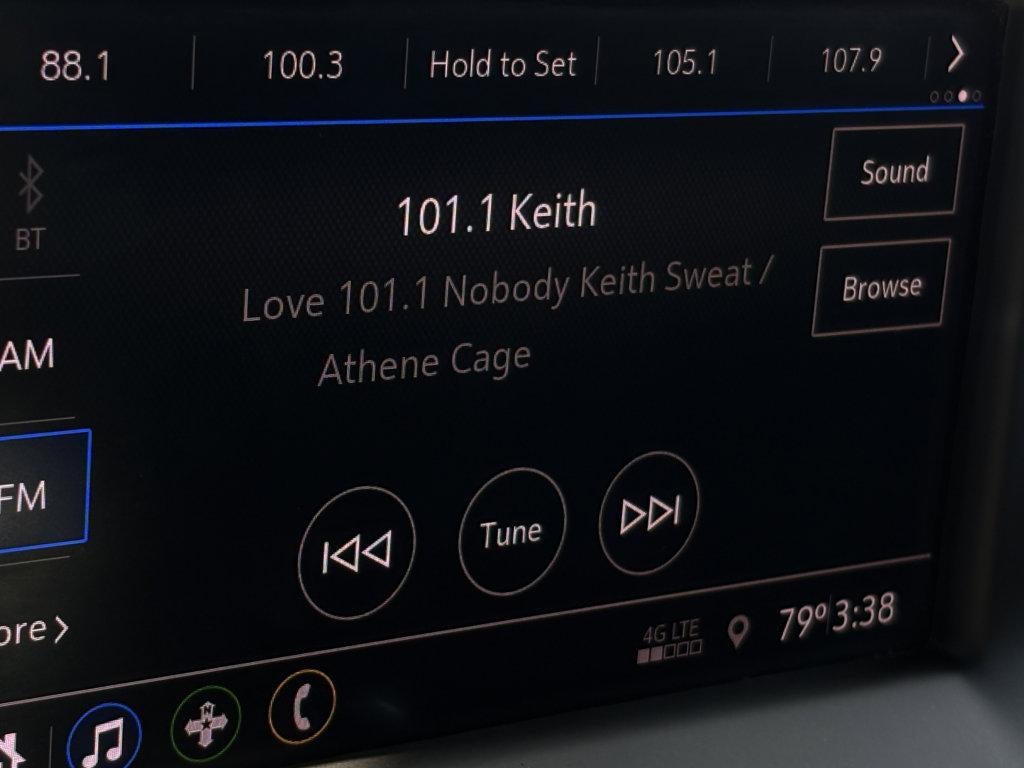 88.1
100.3
Hold to Set
105.1
107.9
Sound
BT
101.1 Keith
Browse
Love 101.1 Nobody Keith Sweat /
Athene Cage
AM
FM
Tune
ore
4G LTE
79° 3:38
N